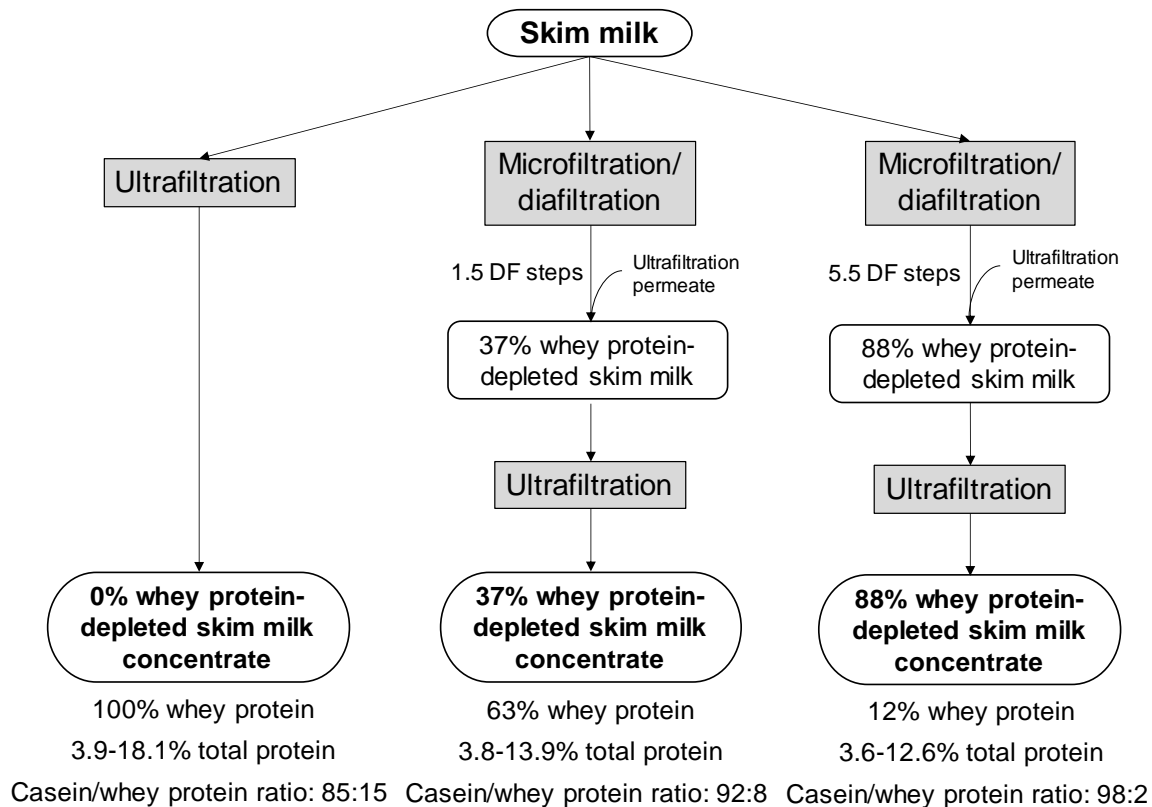 Skim milk
Ultrafiltration
Microfiltration/
diafiltration
Microfiltration/
diafiltration
1.5 DF steps
Ultrafiltration
permeate
5.5 DF steps
Ultrafiltration
permeate
37% whey protein-
depleted skim milk
88% whey protein-
depleted skim milk
Ultrafiltration
Ultrafiltration
0% whey protein-
depleted skim milk
concentrate
37% whey protein-
depleted skim milk
concentrate
88% whey protein-
depleted skim milk
concentrate
100% whey protein
63% whey protein
12% whey protein
3.9-18.1% total protein
3.8-13.9% total protein
3.6-12.6% total protein
Casein/whey protein ratio: 85:15
Casein/whey protein ratio: 92:8
Casein/whey protein ratio: 98:2